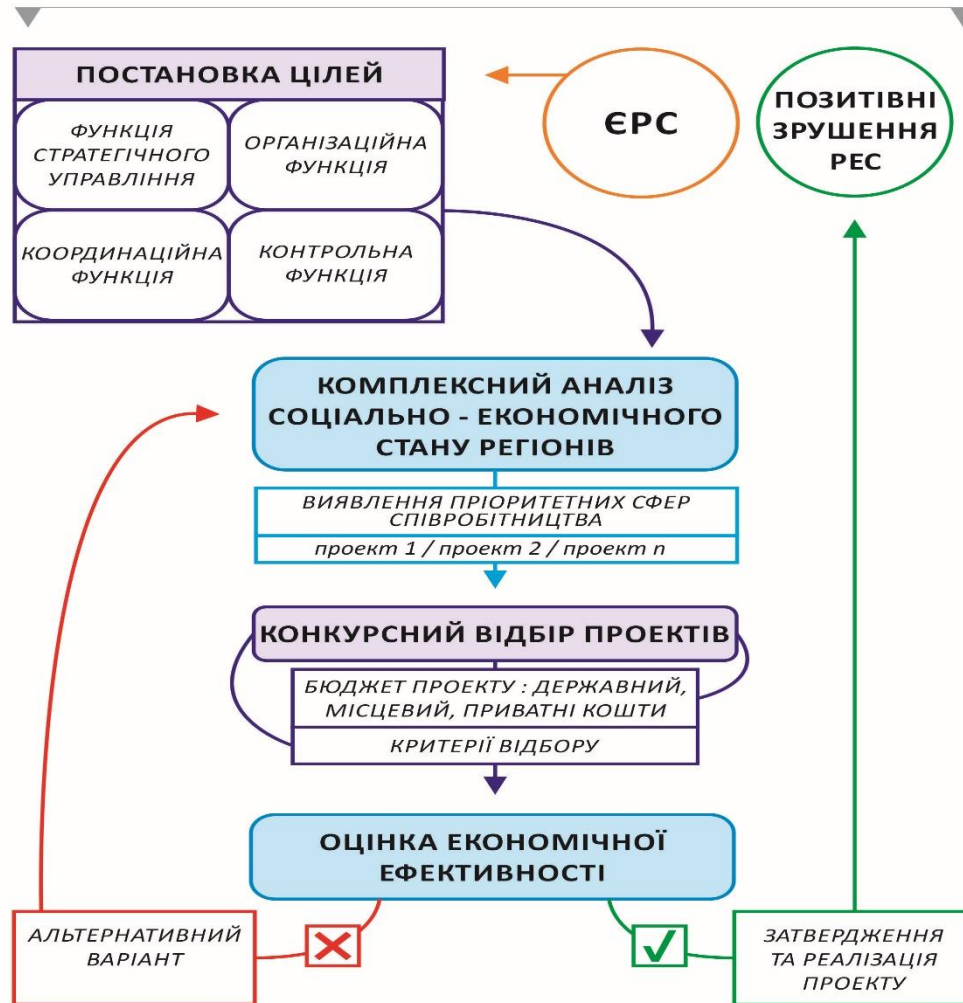 ПОСТАНОВКА ЦІЛЕЙ
ФУНКЦІЯ
СТРАТЕГІЧНОГО
УПРАВЛІННЯ
ОРГАНІЗАЦІЙНА
ФУНКЦІЯ
КООРДИНАЦІЙНА
ФУНКЦІЯ
КОНТРОЛЬНА
ФУНКЦІЯ
ЄРС
ПОЗИТІВНІ
ЗРУШЕННЯ
РЕС
КОМПЛЕКСНИЙ АНАЛІЗ
СОЦІАЛЬНО - ЕКОНОМІЧНОГО
СТАНУ РЕГІОНІВ
ВИЯВЛЕННЯ ПРІОРИТЕТНИХ СФЕР
СПІВРОБІТНИЦТВА
проект 1 / проект 2 / проект n
КОНКУРСНИЙ ВІДБІР ПРОЕКТІВ
БЮДЖЕТ ПРОЕКТУ : ДЕРЖАВНИЙ,
МІСЦЕВИЙ, ПРИВАТНІ КОШТИ
КРИТЕРІЇ ВІДБОРУ
ОЦІНКА ЕКОНОМІЧНОЇ
ЕФЕКТИВНОСТІ
АЛЬТЕРНАТИВНИЙ
ВАРІАНТ
ЗАТВЕРДЖЕННЯ
ТА РЕАЛІЗАЦІЯ
ПРОЕКТУ